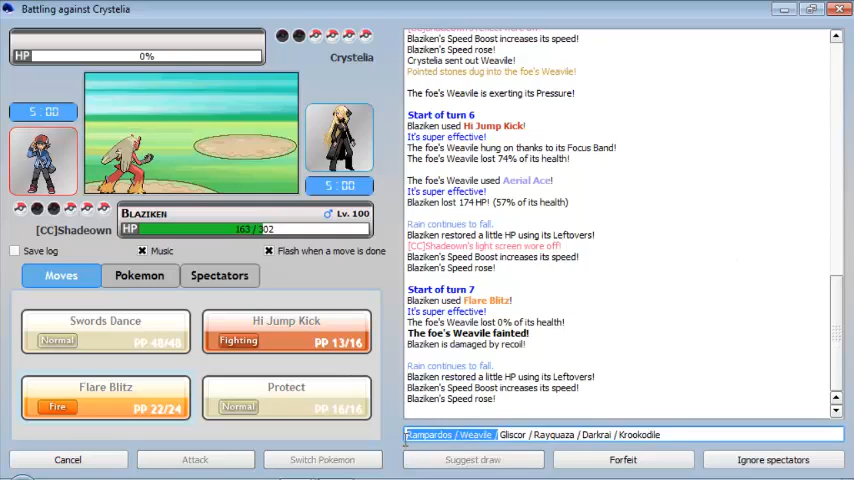 Battling against Crystelia
HP 0%
Crystelia
5:00
5:00
BLAZIKEN ♂ Lv. 100
HP 163 / 302
[CC]Shadeown
Save log
Music
Flash when a move is done
Moves
Pokemon
Spectators
Swords Dance
Normal PP 48/48
Hi Jump Kick
Fighting PP 13/16
Flare Blitz
Fire PP 22/24
Protect
Normal PP 16/16
Cancel
Attack
Switch Pokemon
Blaziken's Speed Boost increases its speed!
Blaziken's Speed rose!
Crystelia sent out Weavile!
Pointed stones dug into the foe's Weavile!
The foe's Weavile is exerting its Pressure!
Start of turn 6
Blaziken used Hi Jump Kick!
It's super effective!
The foe's Weavile hung on thanks to its Focus Band!
The foe's Weavile lost 74% of its health!
The foe's Weavile used Aerial Ace!
It's super effective!
Blaziken lost 174 HP! (57% of its health)
Rain continues to fall.
Blaziken restored a little HP using its Leftovers!
[CC]Shadeown's light screen wore off!
Blaziken's Speed Boost increases its speed!
Blaziken's Speed rose!
Start of turn 7
Blaziken used Flare Blitz!
It's super effective!
The foe's Weavile lost 0% of its health!
The foe's Weavile fainted!
Blaziken is damaged by recoil!
Rain continues to fall.
Blaziken restored a little HP using its Leftovers!
Blaziken's Speed Boost increases its speed!
Blaziken's Speed rose!
Rampardos / Weavile / Gliscor / Rayquaza / Darkrai / Krookodile
Suggest draw
Forfeit
Ignore spectators